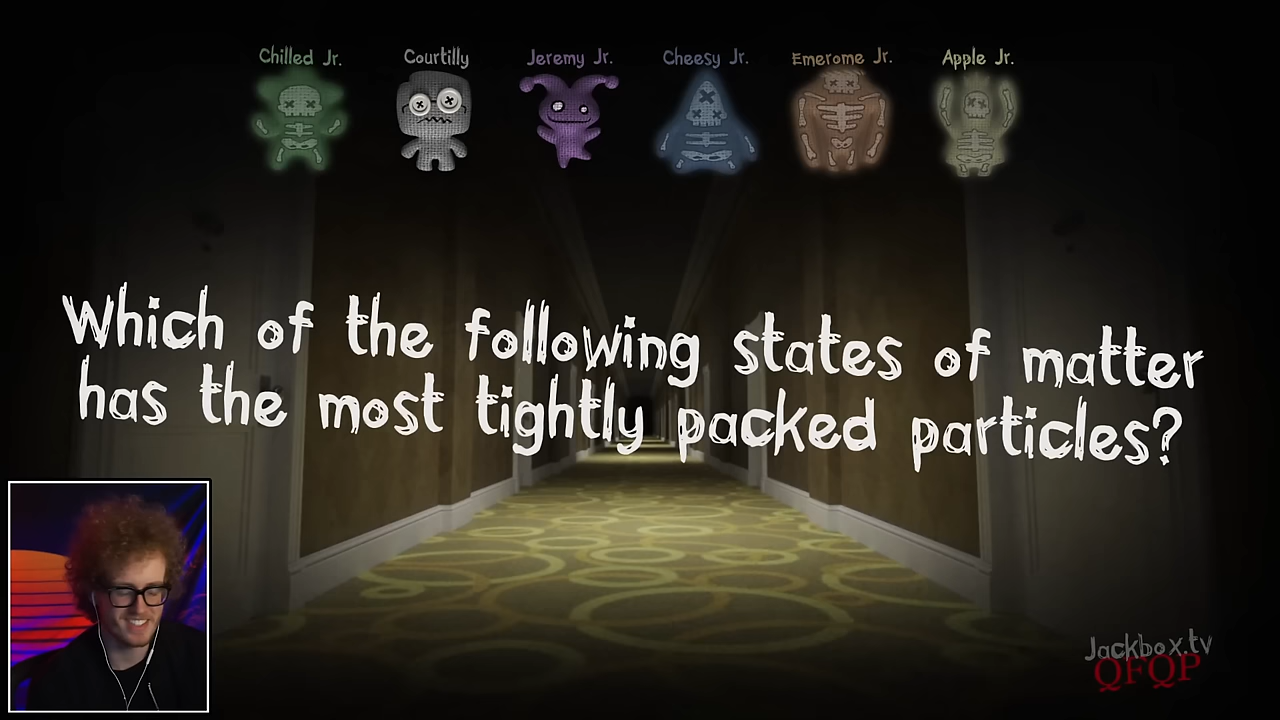 Chilled Jr. Courtilly Jeremy Jr. Cheesy Jr. Emerome Jr. Apple Jr.
Which of the following states of matter
has the most tightly packed particles?
Jackbox.tv
QFQP